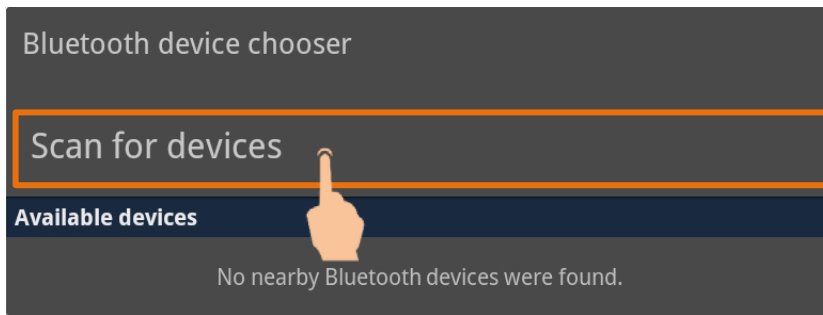 Bluetooth device chooser
Scan for devices
Available devices
No nearby Bluetooth devices were found.